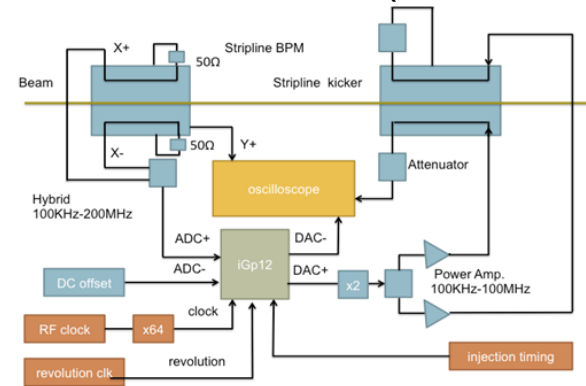 X+
Stripline BPM
50Ω
Beam
Stripline kicker
50Ω
Y+
X-
Attenuator
Hybrid
100KHz-200MHz
oscilloscope
ADC+
DAC-
iGp12
ADC-
DAC+
DC offset
x2
Power Amp.
100KHz-100MHz
clock
RF clock
x64
revolution
injection timing
revolution clk